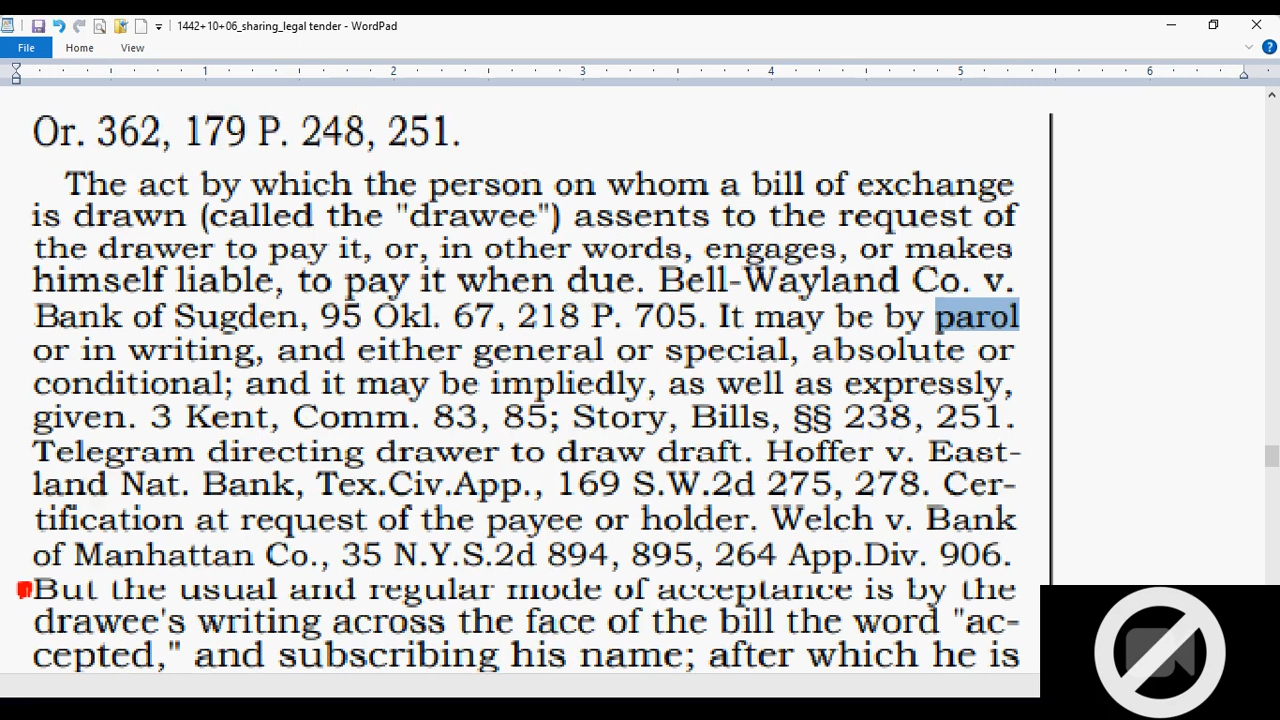 1442+10+06_sharing_legal tender - WordPad
File Home View
1 2 3 4 5 6
Or. 362, 179 P. 248, 251.
The act by which the person on whom a bill of exchange
is drawn (called the "drawee") assents to the request of
the drawer to pay it, or, in other words, engages, or makes
himself liable, to pay it when due. Bell-Wayland Co. v.
Bank of Sugden, 95 Okl. 67, 218 P. 705. It may be by parol
or in writing, and either general or special, absolute or
conditional; and it may be impliedly, as well as expressly,
given. 3 Kent, Comm. 83, 85; Story, Bills, §§ 238, 251.
Telegram directing drawer to draw draft. Hoffer v. East-
land Nat. Bank, Tex.Civ.App., 169 S.W.2d 275, 278. Cer-
tification at request of the payee or holder. Welch v. Bank
of Manhattan Co., 35 N.Y.S.2d 894, 895, 264 App.Div. 906.
But the usual and regular mode of acceptance is by the
drawee's writing across the face of the bill the word "ac-
cepted," and subscribing his name; after which he is